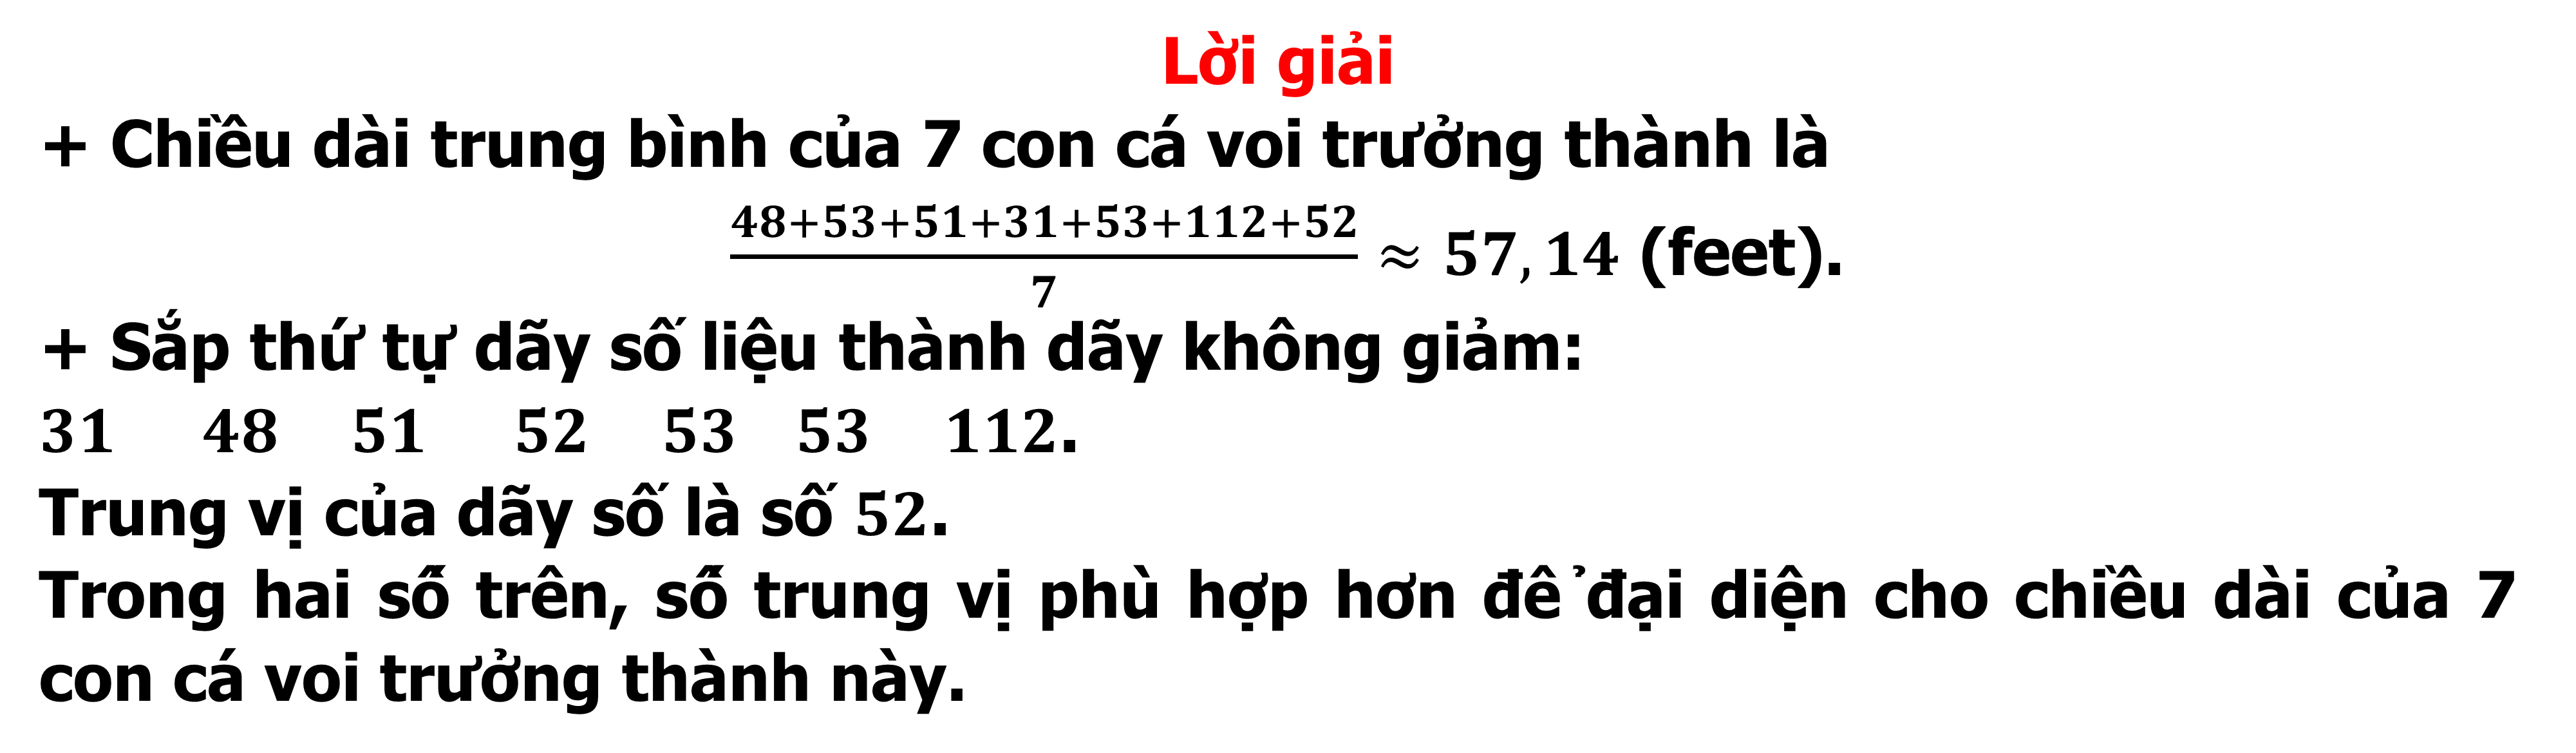 Lời giải
+ Chiều dài trung bình của 7 con cá voi trưởng thành là
48+53+51+31+53+112+52
7
≈ 57,14 (feet).
+ Sắp thứ tự dãy số liệu thành dãy không giảm:
31 48 51 52 53 53 112.
Trung vị của dãy số là số 52.
Trong hai số trên, số trung vị phù hợp hơn để đại diện cho chiều dài của 7
con cá voi trưởng thành này.